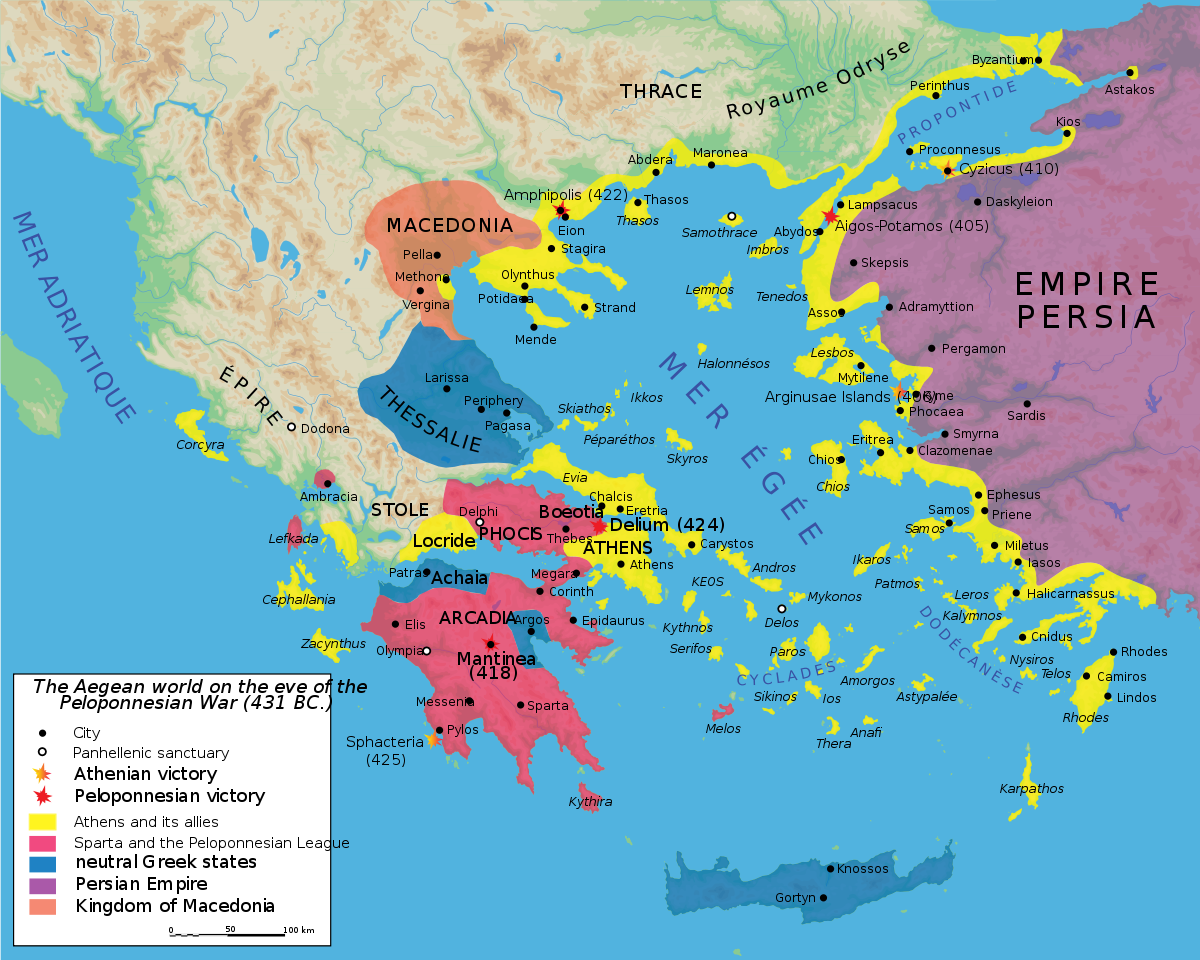 THRACE
Royaume Odryse
Byzantium
Astakos
Perinthus
PROPONTIDE
Kios
Proconnesus
Cyzicus (410)
Abdera
Maronea
Amphipolis (422)
Thasos
Thasos
Eion
Samothrace
Imbros
Abydos
Lampsacus
Aigos-Potamos (405)
Daskyleion
MER ADRIATIQUE
MACEDONIA
Pella
Methone
Vergina
Stagira
Olynthus
Potidaea
Strand
Mende
Skepsis
EMPIRE
PERSIA
Lemnos
Tenedos
Assos
Adramyttion
Pergamon
Halonnésos
Lesbos
Mytilene
Arginusae Islands (406)
Kyme
Phocaea
Sardis
Smyrna
Clazomenae
Eritrea
Chios
Chios
MER ÉGÉE
ÉPIRE
Dodona
Corcyra
THESSALIE
Larissa
Periphery
Pagasa
Skiathos
Ikkos
Péparéthos
Skyros
Ambracia
Lefkada
STOLE
Evia
Chalcis
Eretria
Delphi
Boeotia
PHOCIS
Thebes
Delium (424)
Locride
ATHENS
Athens
Carystos
Ephesus
Priene
Samos
Samos
Miletus
Iasos
Ikaros
Patmos
Leros
Halicarnassus
Kalymnos
Patras
Achaia
Megara
Corinth
Andros
KE0S
Mykonos
Delos
Cephallania
Zacynthus
ARCADIA
Argos
Elis
Olympia
Epidaurus
Mantinea
(418)
Kythnos
Serifos
Paros
CYCLADES
DODÉCANÈSE
Cnidus
Nysiros
Telos
Rhodes
Camiros
Lindos
Rhodes
Messenia
Sparta
Pylos
Sphacteria
(425)
Sikinos
Ios
Amorgos
Astypalée
Melos
Thera
Anafi
Kythira
Karpathos
Knossos
Gortyn
The Aegean world on the eve of the
Peloponnesian War (431 BC.)
City
Panhellenic sanctuary
Athenian victory
Peloponnesian victory
Athens and its allies
Sparta and the Peloponnesian League
neutral Greek states
Persian Empire
Kingdom of Macedonia
0 50 100 km